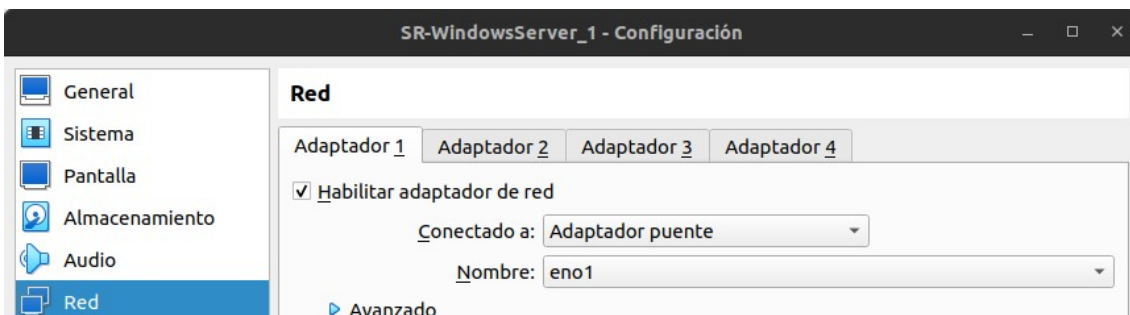 SR-WindowsServer_1 - Configuración
General
Sistema
Pantalla
Almacenamiento
Audio
Red
Red
Adaptador 1 Adaptador 2 Adaptador 3 Adaptador 4
Habilitar adaptador de red
Conectado a: Adaptador puente
Nombre: eno1
Avanzado